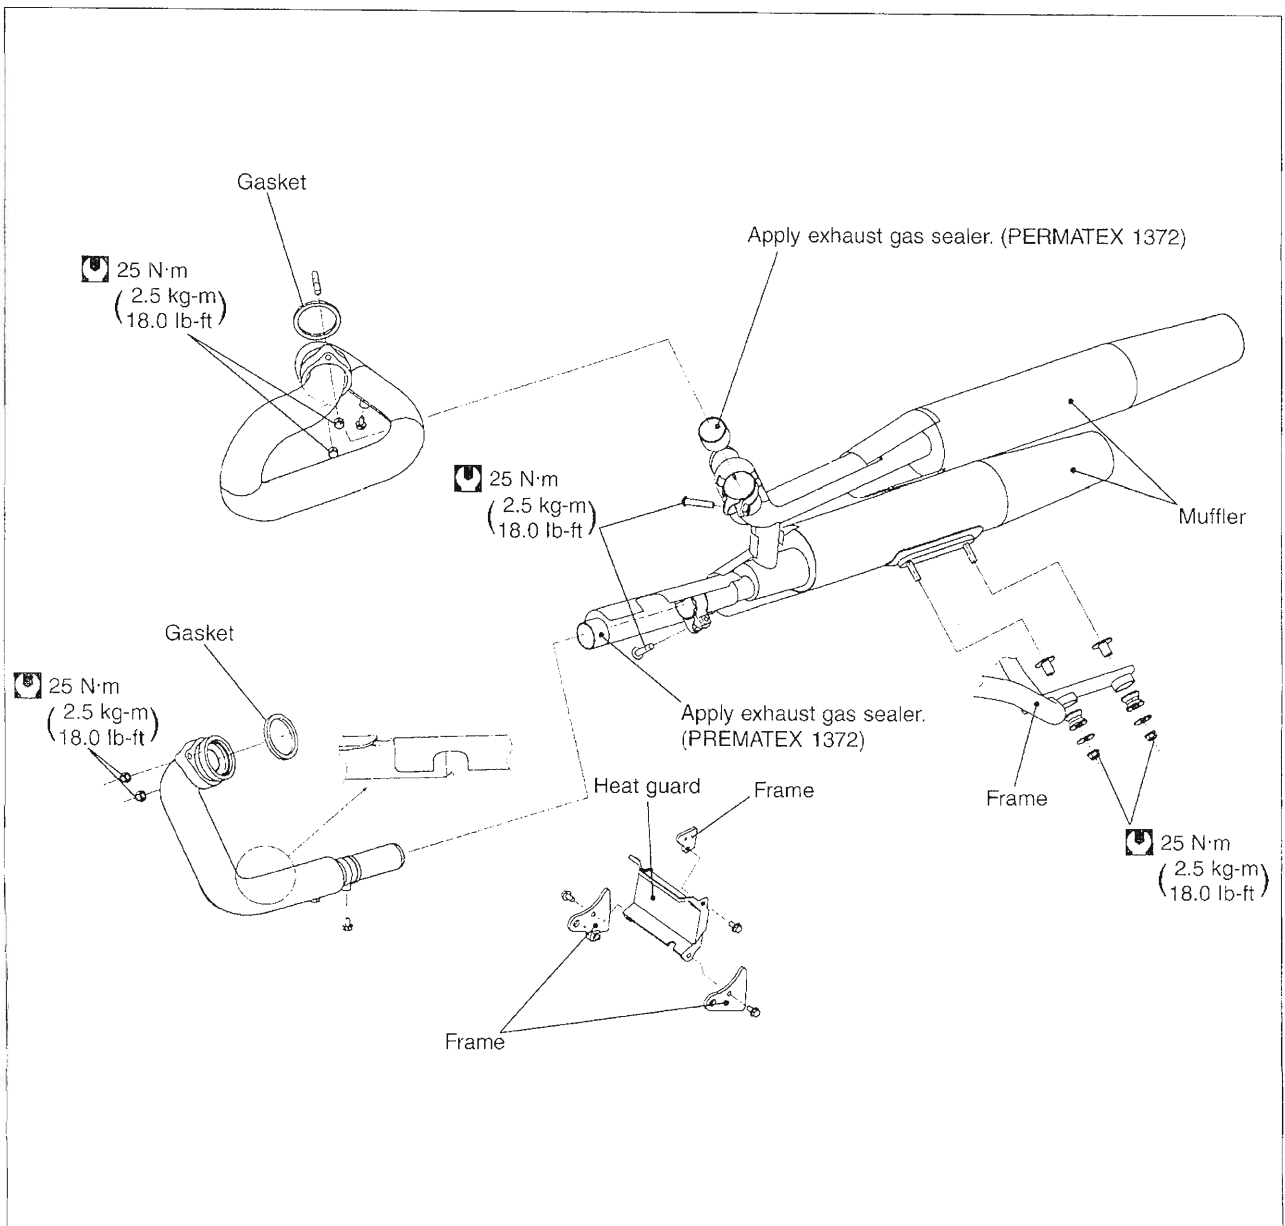 Gasket
25 N·m
(2.5 kg-m
18.0 lb-ft)
Apply exhaust gas sealer. (PERMATEX 1372)
25 N·m
(2.5 kg-m
18.0 lb-ft)
Muffler
Gasket
25 N·m
(2.5 kg-m
18.0 lb-ft)
Apply exhaust gas sealer.
(PREMATEX 1372)
Heat guard
Frame
Frame
25 N·m
(2.5 kg-m
18.0 lb-ft)
Frame